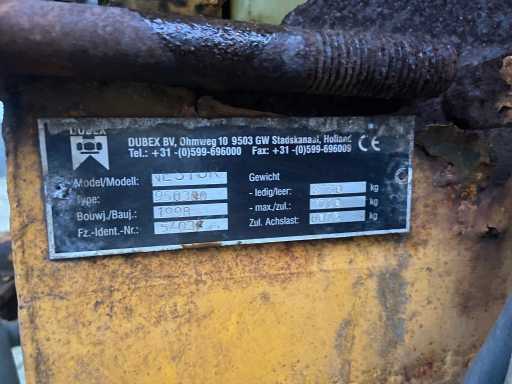 DUBEX
DUBEX BV, Ohmweg 10 9503 GW Stadskanaal, Holland
Tel.: +31 -(0)599-696000 Fax: +31 -(0)599-696009
CE
Model/Modell: NESTOR
Type:
Bouwj./Bauj.: 1998
Fz.-Ident.-Nr.:
Gewicht
- ledig/leer: kg
- max./zul.: kg
Zul. Achslast: kg